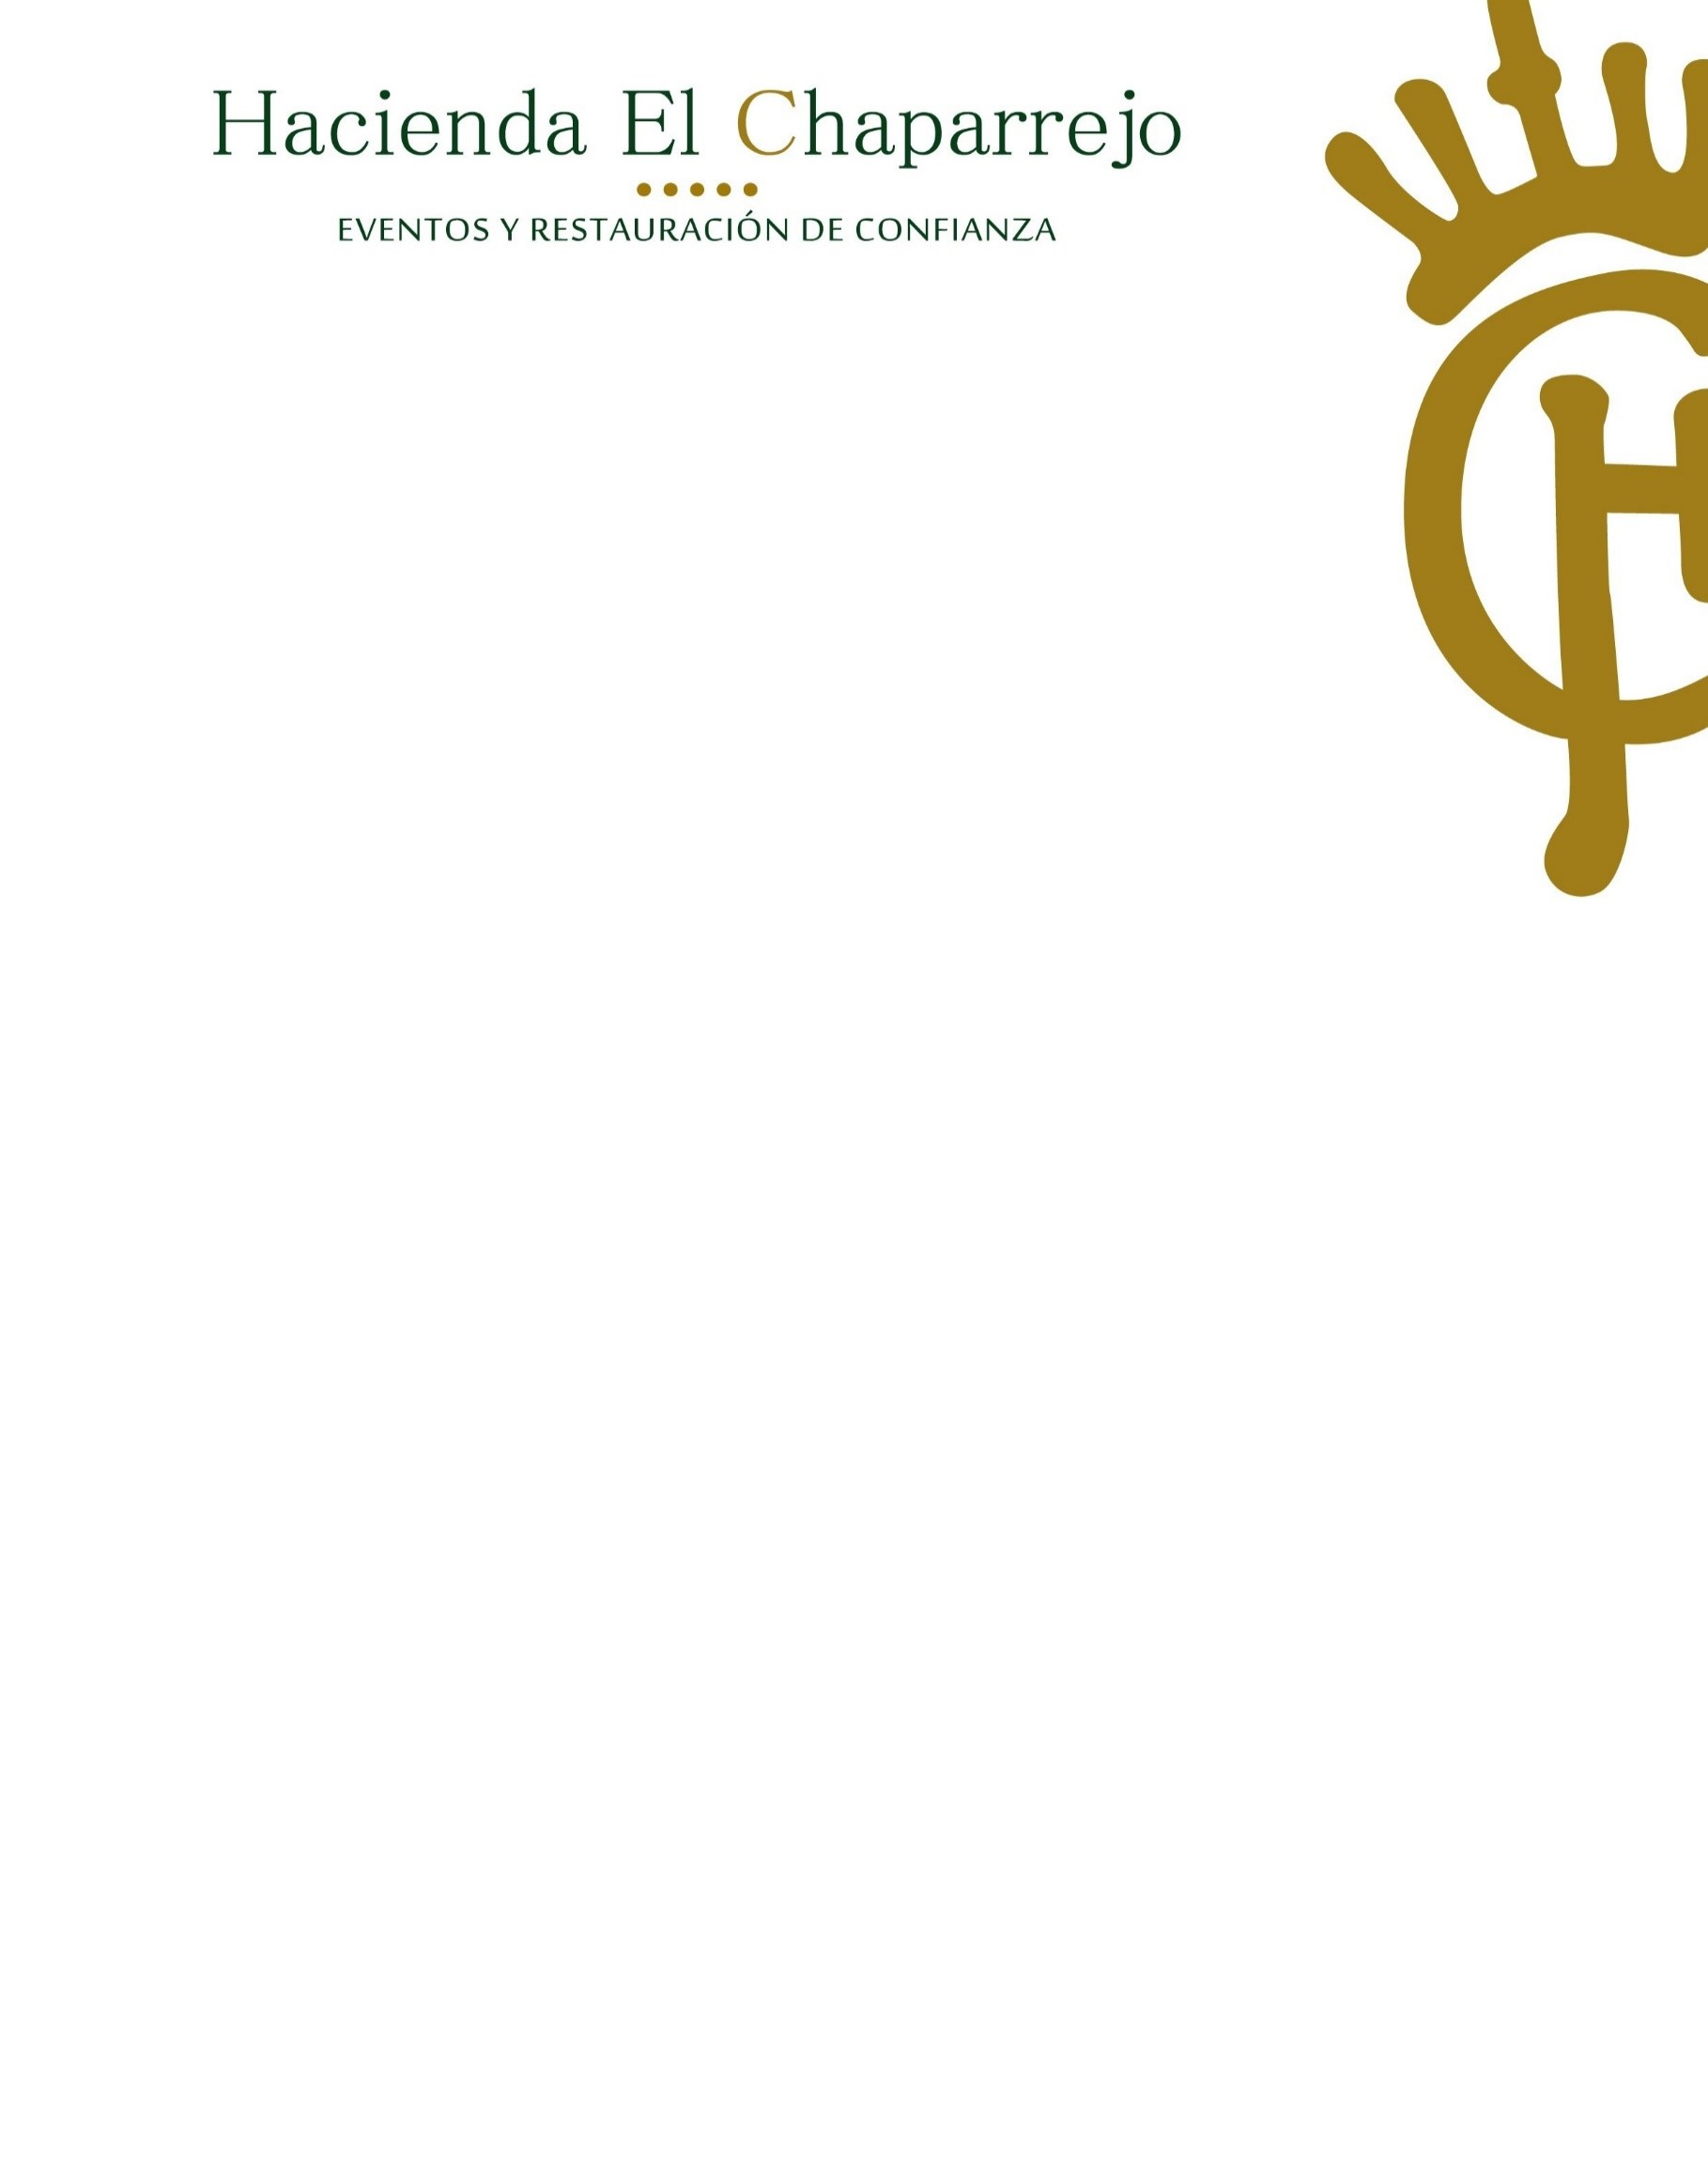 Hacienda El Chaparrejo
EVENTOS Y RESTAURACIÓN DE CONFIANZA